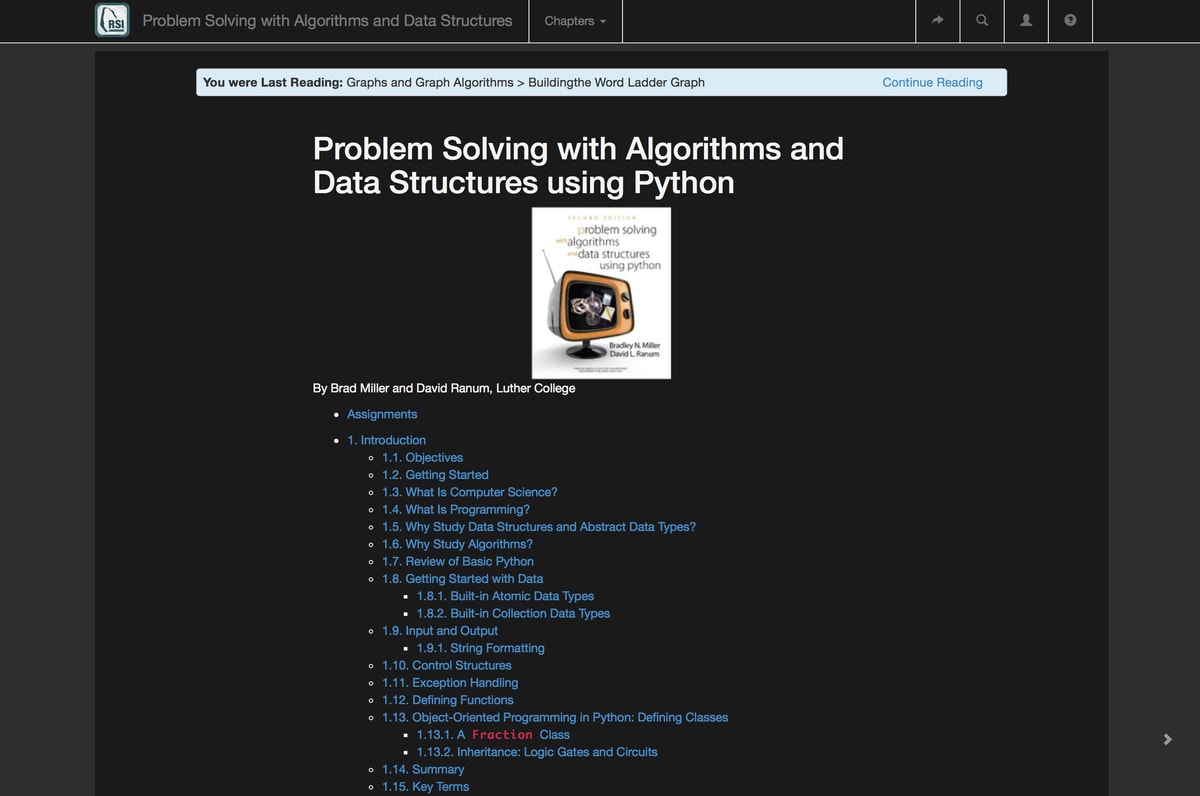 RSI
Problem Solving with Algorithms and Data Structures
Chapters
You were Last Reading: Graphs and Graph Algorithms > Buildingthe Word Ladder Graph
Continue Reading
Problem Solving with Algorithms and
Data Structures using Python
SECOND EDITION
problem solving
with algorithms
and data structures
using python
Bradley N. Miller
David L. Ranum
By Brad Miller and David Ranum, Luther College
Assignments
1. Introduction
1.1. Objectives
1.2. Getting Started
1.3. What Is Computer Science?
1.4. What Is Programming?
1.5. Why Study Data Structures and Abstract Data Types?
1.6. Why Study Algorithms?
1.7. Review of Basic Python
1.8. Getting Started with Data
1.8.1. Built-in Atomic Data Types
1.8.2. Built-in Collection Data Types
1.9. Input and Output
1.9.1. String Formatting
1.10. Control Structures
1.11. Exception Handling
1.12. Defining Functions
1.13. Object-Oriented Programming in Python: Defining Classes
1.13.1. A Fraction Class
1.13.2. Inheritance: Logic Gates and Circuits
1.14. Summary
1.15. Key Terms